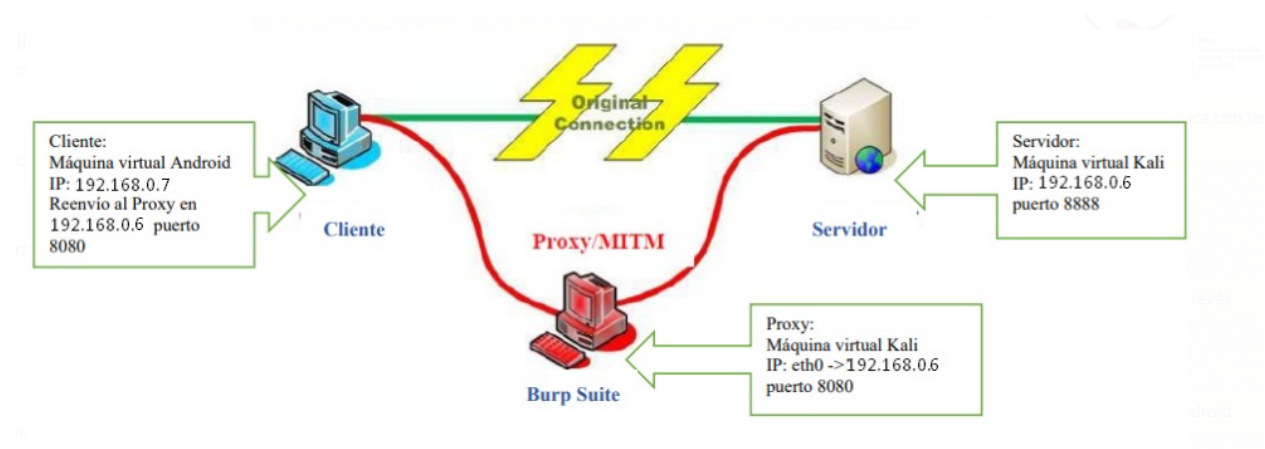 Original
Connection
Cliente:
Máquina virtual Android
IP: 192.168.0.7
Reenvío al Proxy en
192.168.0.6 puerto
8080
Cliente
Servidor:
Máquina virtual Kali
IP: 192.168.0.6
puerto 8888
Servidor
Proxy/MITM
Burp Suite
Proxy:
Máquina virtual Kali
IP: eth0 ->192.168.0.6
puerto 8080